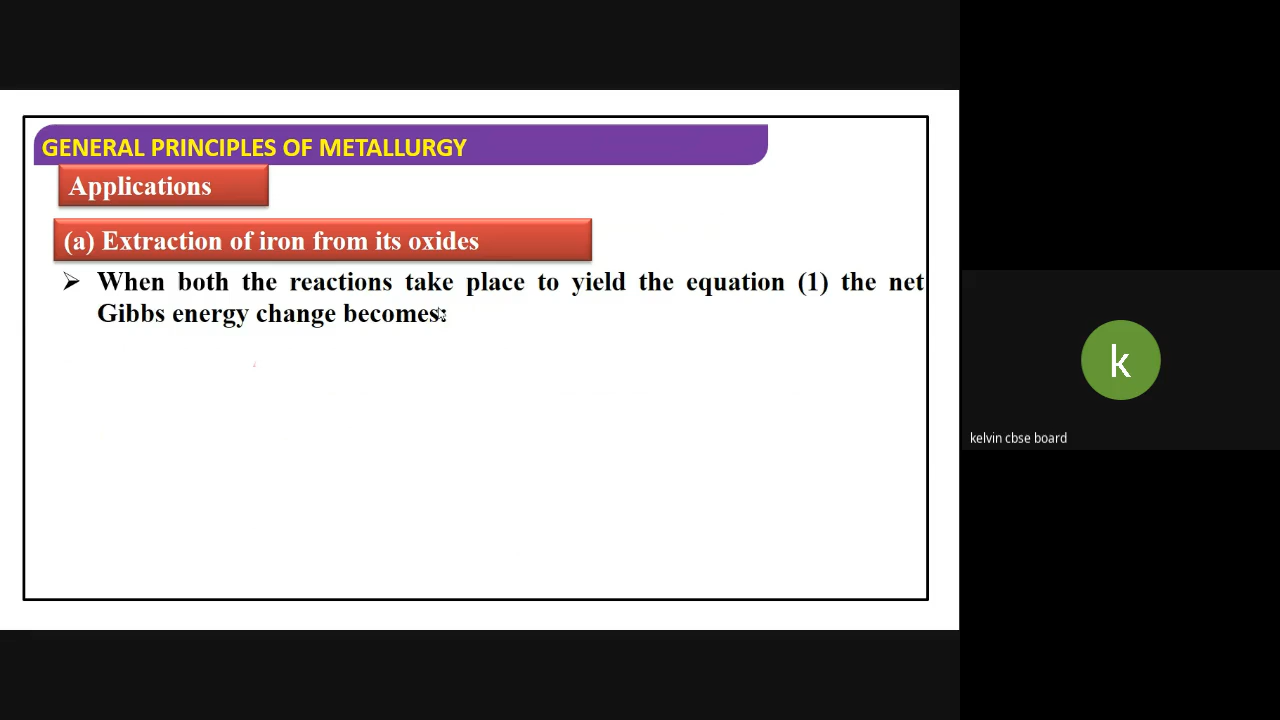 GENERAL PRINCIPLES OF METALLURGY
Applications
(a) Extraction of iron from its oxides
➢ When both the reactions take place to yield the equation (1) the net
Gibbs energy change becomes:
k
kelvin cbse board